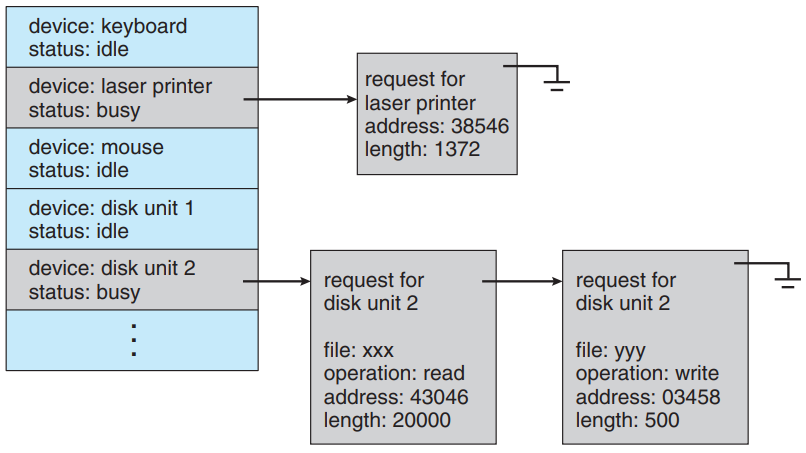 device: keyboard
status: idle
device: laser printer
status: busy
device: mouse
status: idle
device: disk unit 1
status: idle
device: disk unit 2
status: busy
request for
laser printer
address: 38546
length: 1372
request for
disk unit 2
file: xxx
operation: read
address: 43046
length: 20000
request for
disk unit 2
file: yyy
operation: write
address: 03458
length: 500